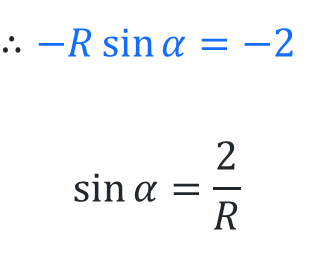 ∴ −R sin α = −2
sin α = 2/R